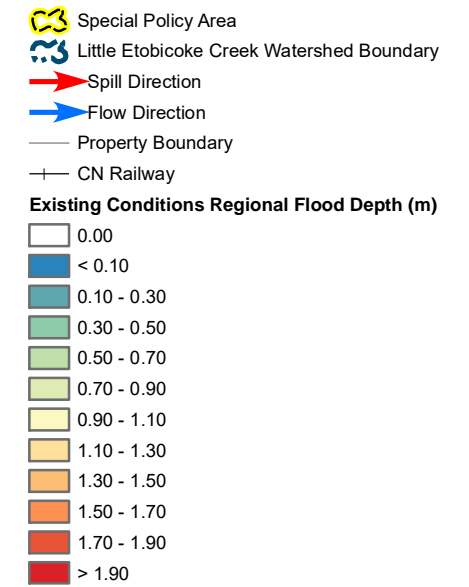 Special Policy Area
Little Etobicoke Creek Watershed Boundary
Spill Direction
Flow Direction
Property Boundary
CN Railway
Existing Conditions Regional Flood Depth (m)
0.00
< 0.10
0.10 - 0.30
0.30 - 0.50
0.50 - 0.70
0.70 - 0.90
0.90 - 1.10
1.10 - 1.30
1.30 - 1.50
1.50 - 1.70
1.70 - 1.90
> 1.90